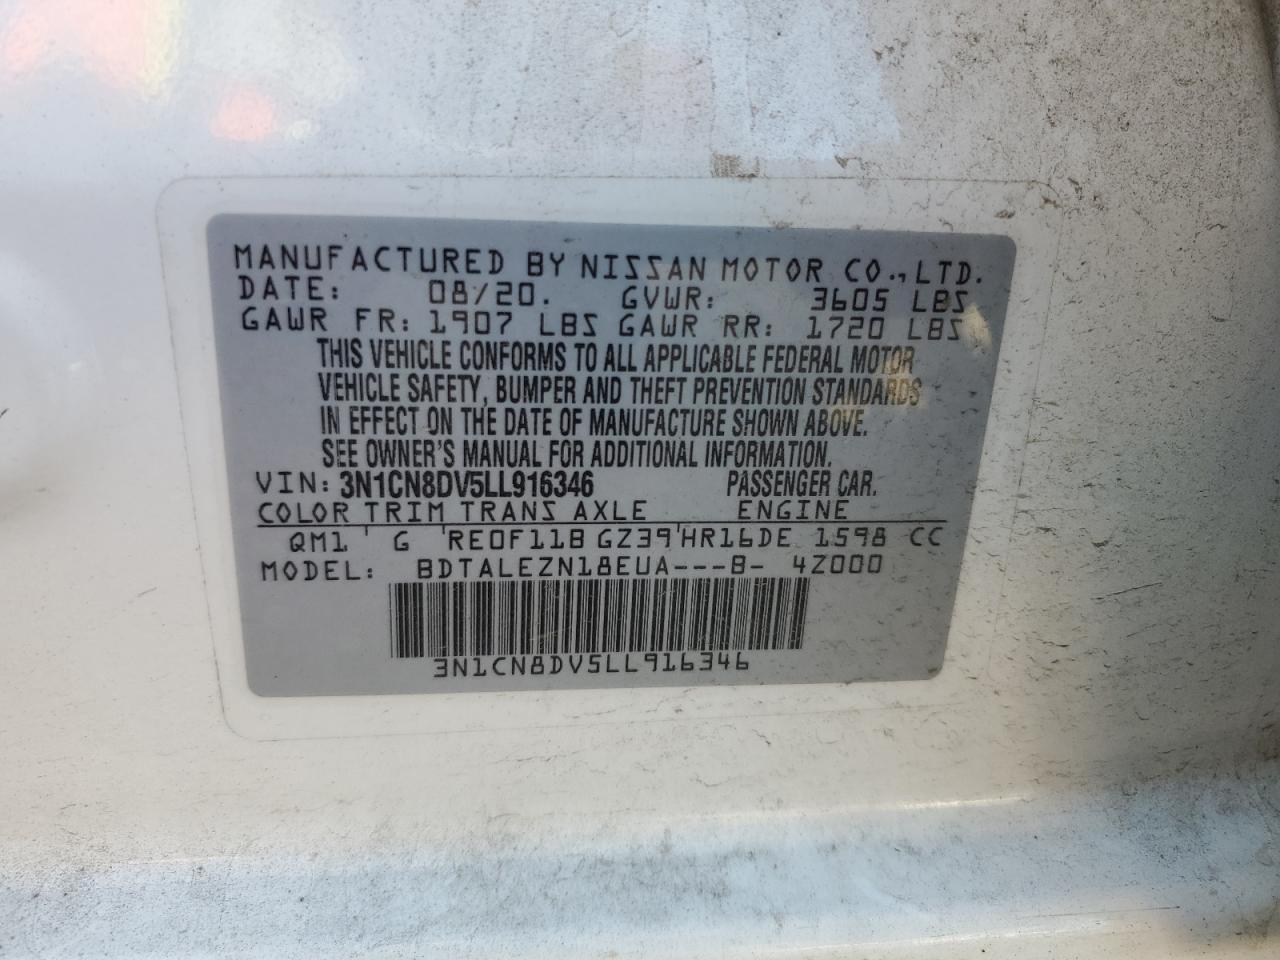 MANUFACTURED BY NISSAN MOTOR CO., LTD.
DATE: 08/20. GVWR: 3605 LBS
GAWR FR: 1907 LBS GAWR RR: 1720 LBS
THIS VEHICLE CONFORMS TO ALL APPLICABLE FEDERAL MOTOR
VEHICLE SAFETY, BUMPER AND THEFT PREVENTION STANDARDS
IN EFFECT ON THE DATE OF MANUFACTURE SHOWN ABOVE.
SEE OWNER'S MANUAL FOR ADDITIONAL INFORMATION.
VIN: 3N1CN8DV5LL916346 PASSENGER CAR.
COLOR TRIM TRANS AXLE ENGINE
QM1 ' G ' RE0F11B GZ39 ' HR16DE 1598 CC
MODEL: BDTALEZN18EUA---B- 4Z000
3N1CN8DV5LL916346